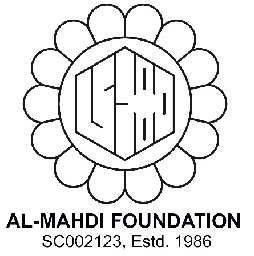 AL-MAHDI FOUNDATION
SC002123, Estd. 1986